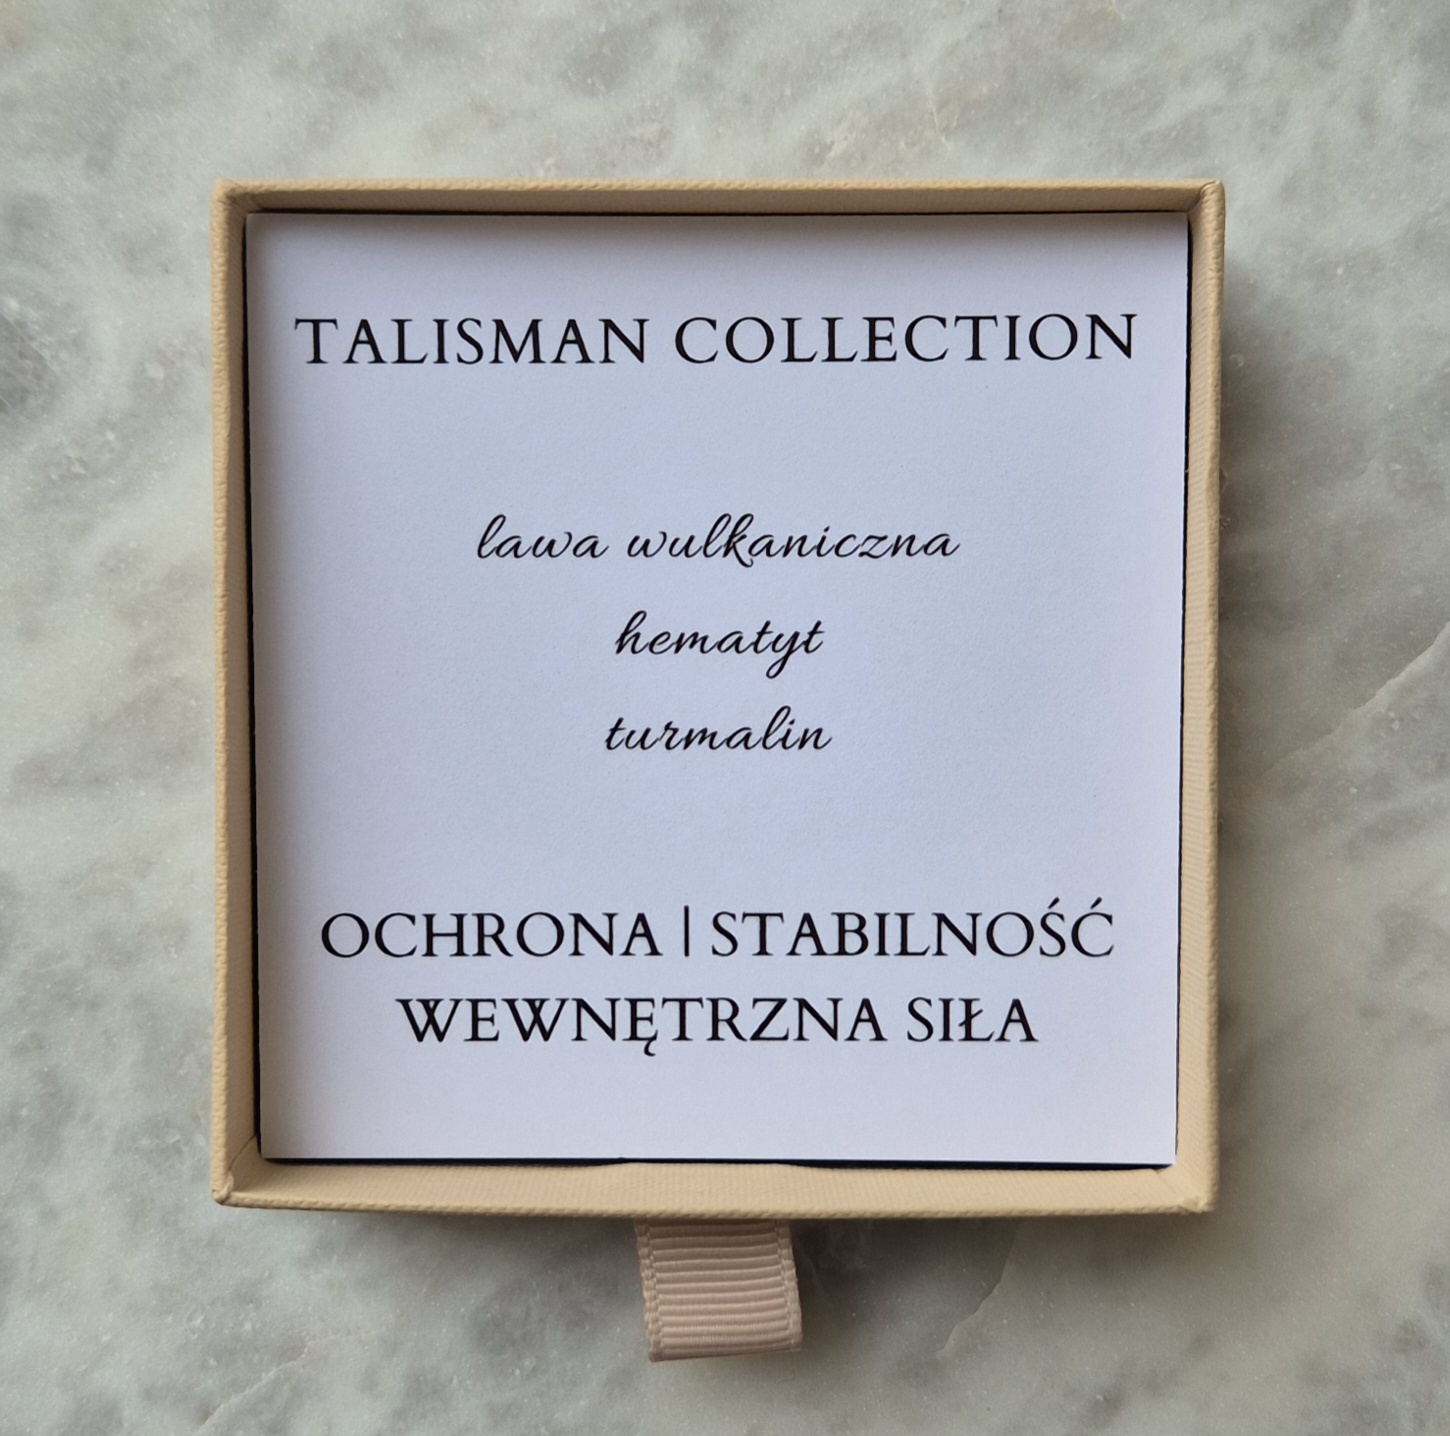 TALISMAN COLLECTION
lawa wulkaniczna
hematyt
turmalin
OCHRONA | STABILNOŚĆ
WEWNĘTRZNA SIŁA